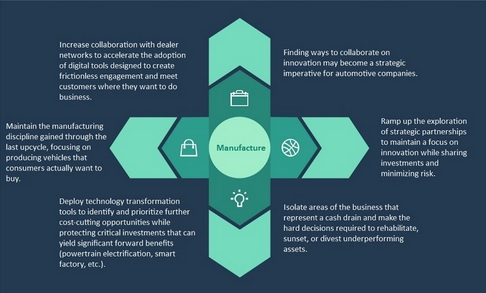 Increase collaboration with dealer
networks to accelerate the adoption
of digital tools designed to create
frictionless engagement and meet
customers where they want to do
business.
Finding ways to collaborate on
innovation may become a strategic
imperative for automotive companies.
Maintain the manufacturing
discipline gained through the
last upcycle, focusing on
producing vehicles that
consumers actually want to
buy.
Manufacture
Ramp up the exploration
of strategic partnerships
to maintain a focus on
innovation while sharing
investments and
minimizing risk.
Deploy technology transformation
tools to identify and prioritize further
cost-cutting opportunities while
protecting critical investments that can
yield significant forward benefits
(powertrain electrification, smart
factory, etc.).
Isolate areas of the business that
represent a cash drain and make the
hard decisions required to rehabilitate,
sunset, or divest underperforming
assets.